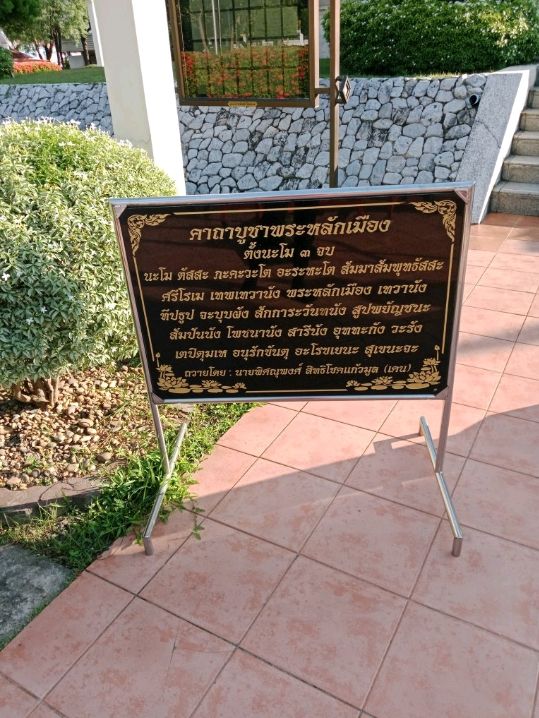 คาถาบูชาพระหลักเมือง
ตั้งนะโม ๓ จบ
นะโม ตัสสะ ภะคะวะโต อะระหะโต สัมมาสัมพุทธัสสะ
ศรีโรเม เทพเทวานัง พระหลักเมือง เทวานัง
ทีปธูป จะบุบผัง สักการะวันทนัง สูปพยัญชนะ
สัมปันนัง โพชนานัง สารีนัง อุททะกัง วะรัง
เตปิตุมเท อนุรักขันตุ อะโรขเยนะ สุเขนะจะ
ถวายโดย : นายพิศณุพงศ์ สิทธิโชคแก้วมูล (เคน)